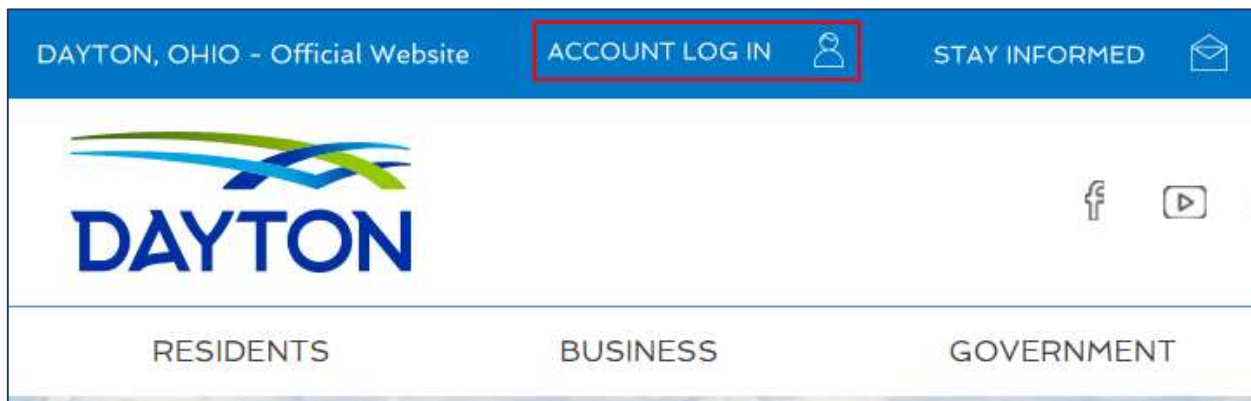 DAYTON, OHIO - Official Website
ACCOUNT LOG IN
STAY INFORMED
DAYTON
RESIDENTS
BUSINESS
GOVERNMENT